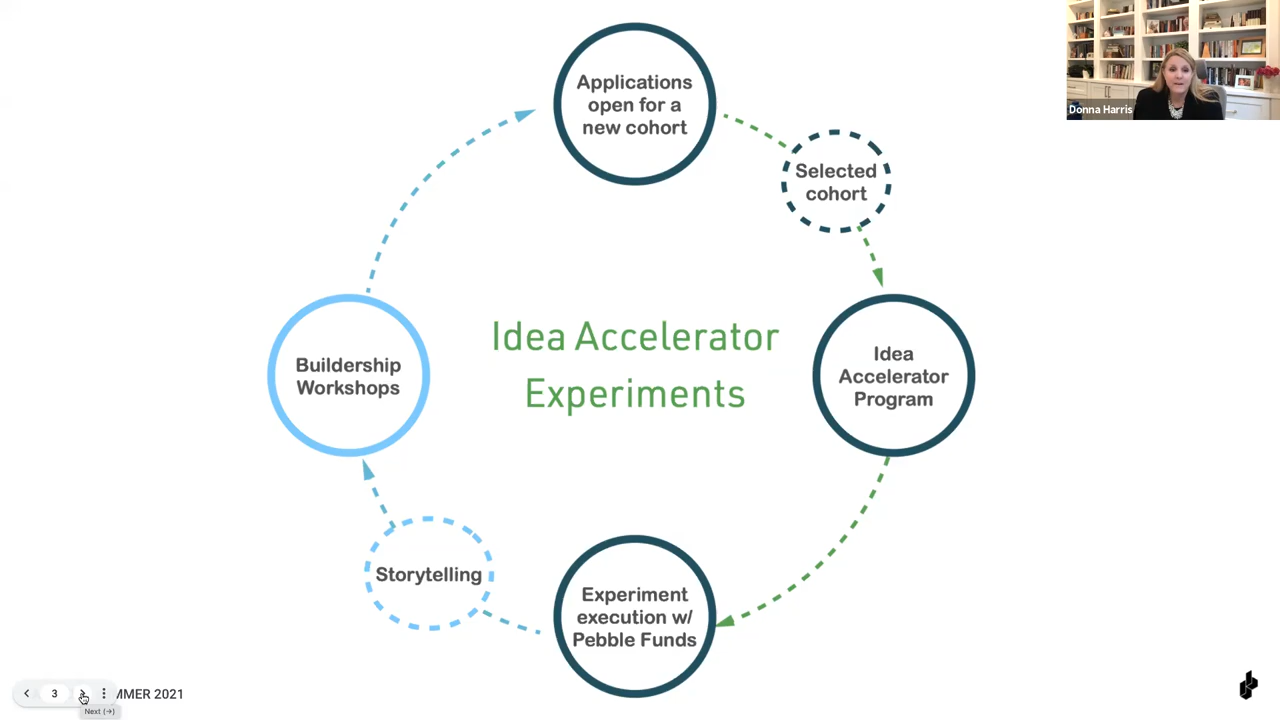 Applications
open for a
new cohort
Donna Harris
Selected
cohort
Idea Accelerator
Experiments
Buildership
Workshops
Idea
Accelerator
Program
Storytelling
Experiment
execution w/
Pebble Funds
3
MMER 2021
Next (→)